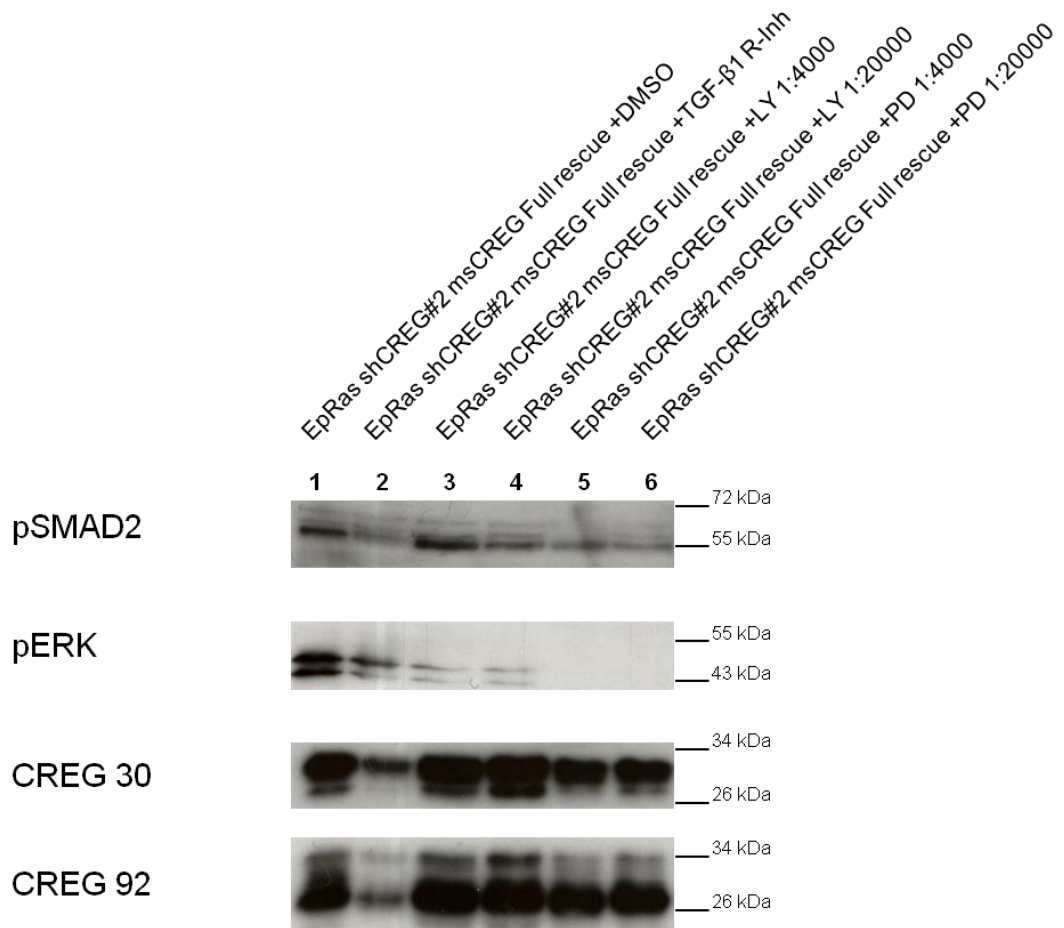 EpRas shCREG#2 msCREG Full rescue +DMSO
EpRas shCREG#2 msCREG Full rescue +TGF-β1 R-Inh
EpRas shCREG#2 msCREG Full rescue +LY 1:4000
EpRas shCREG#2 msCREG Full rescue +LY 1:20000
EpRas shCREG#2 msCREG Full rescue +PD 1:4000
EpRas shCREG#2 msCREG Full rescue +PD 1:20000
1 2 3 4 5 6
72 kDa
pSMAD2
55 kDa
55 kDa
pERK
43 kDa
34 kDa
CREG 30
26 kDa
34 kDa
CREG 92
26 kDa